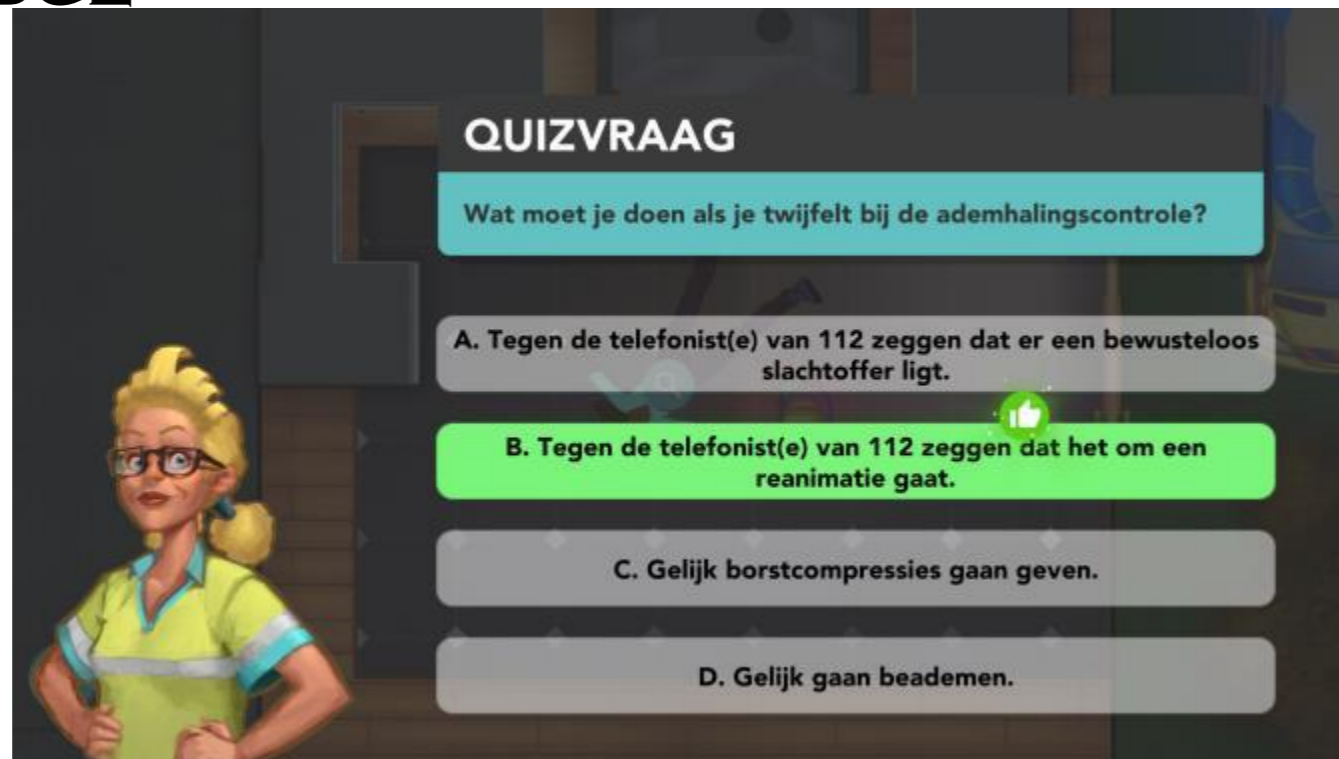 QUIZVRAAG
Wat moet je doen als je twijfelt bij de ademhalingscontrole?
A. Tegen de telefonist(e) van 112 zeggen dat er een bewusteloos
slachtoffer ligt.
B. Tegen de telefonist(e) van 112 zeggen dat het om een
reanimatie gaat.
C. Gelijk borstcompressies gaan geven.
D. Gelijk gaan beademen.